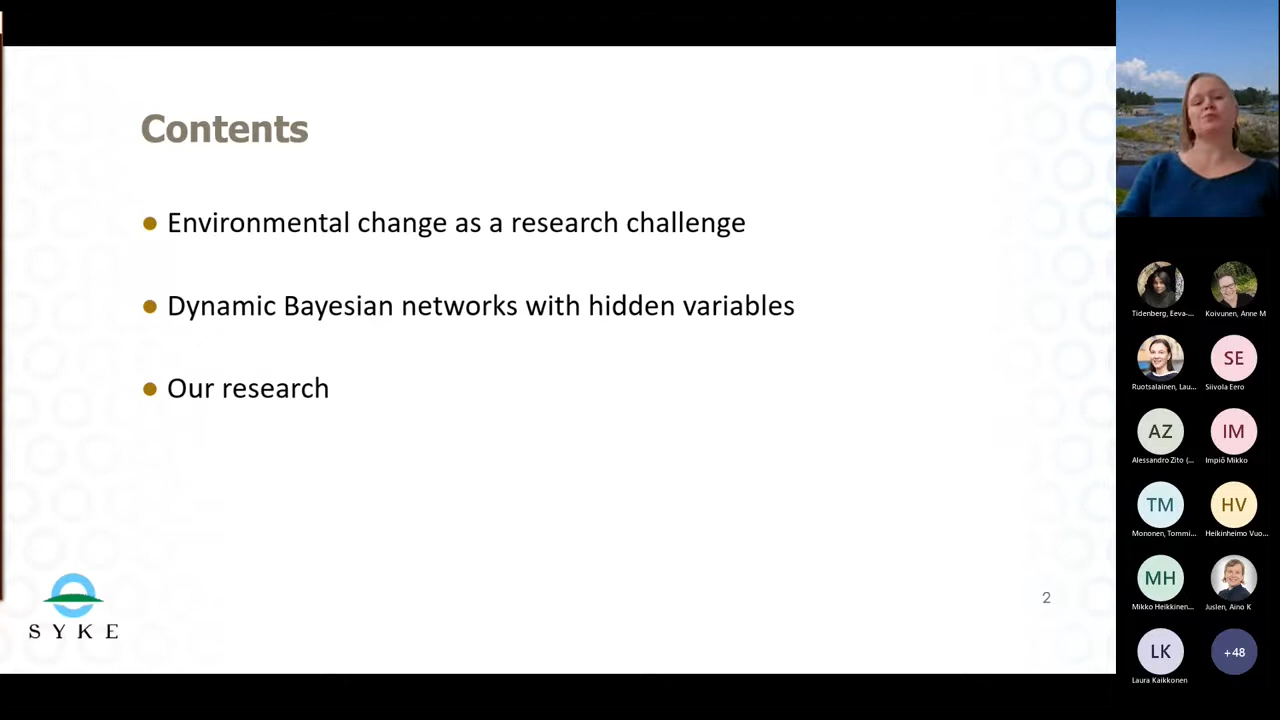 Contents
Environmental change as a research challenge
Dynamic Bayesian networks with hidden variables
Our research
2
SYKE
Tidenberg, Eeva-...
Koivunen, Anne M
Ruotsalainen, Lau...
SE
Siivola Eero
AZ
Alessandro Zito (...
IM
Impiö Mikko
TM
Mononen, Tommi...
HV
Heikinheimo Vuo...
MH
Mikko Heikkinen...
Juslen, Aino K
LK
Laura Kaikkonen
+48